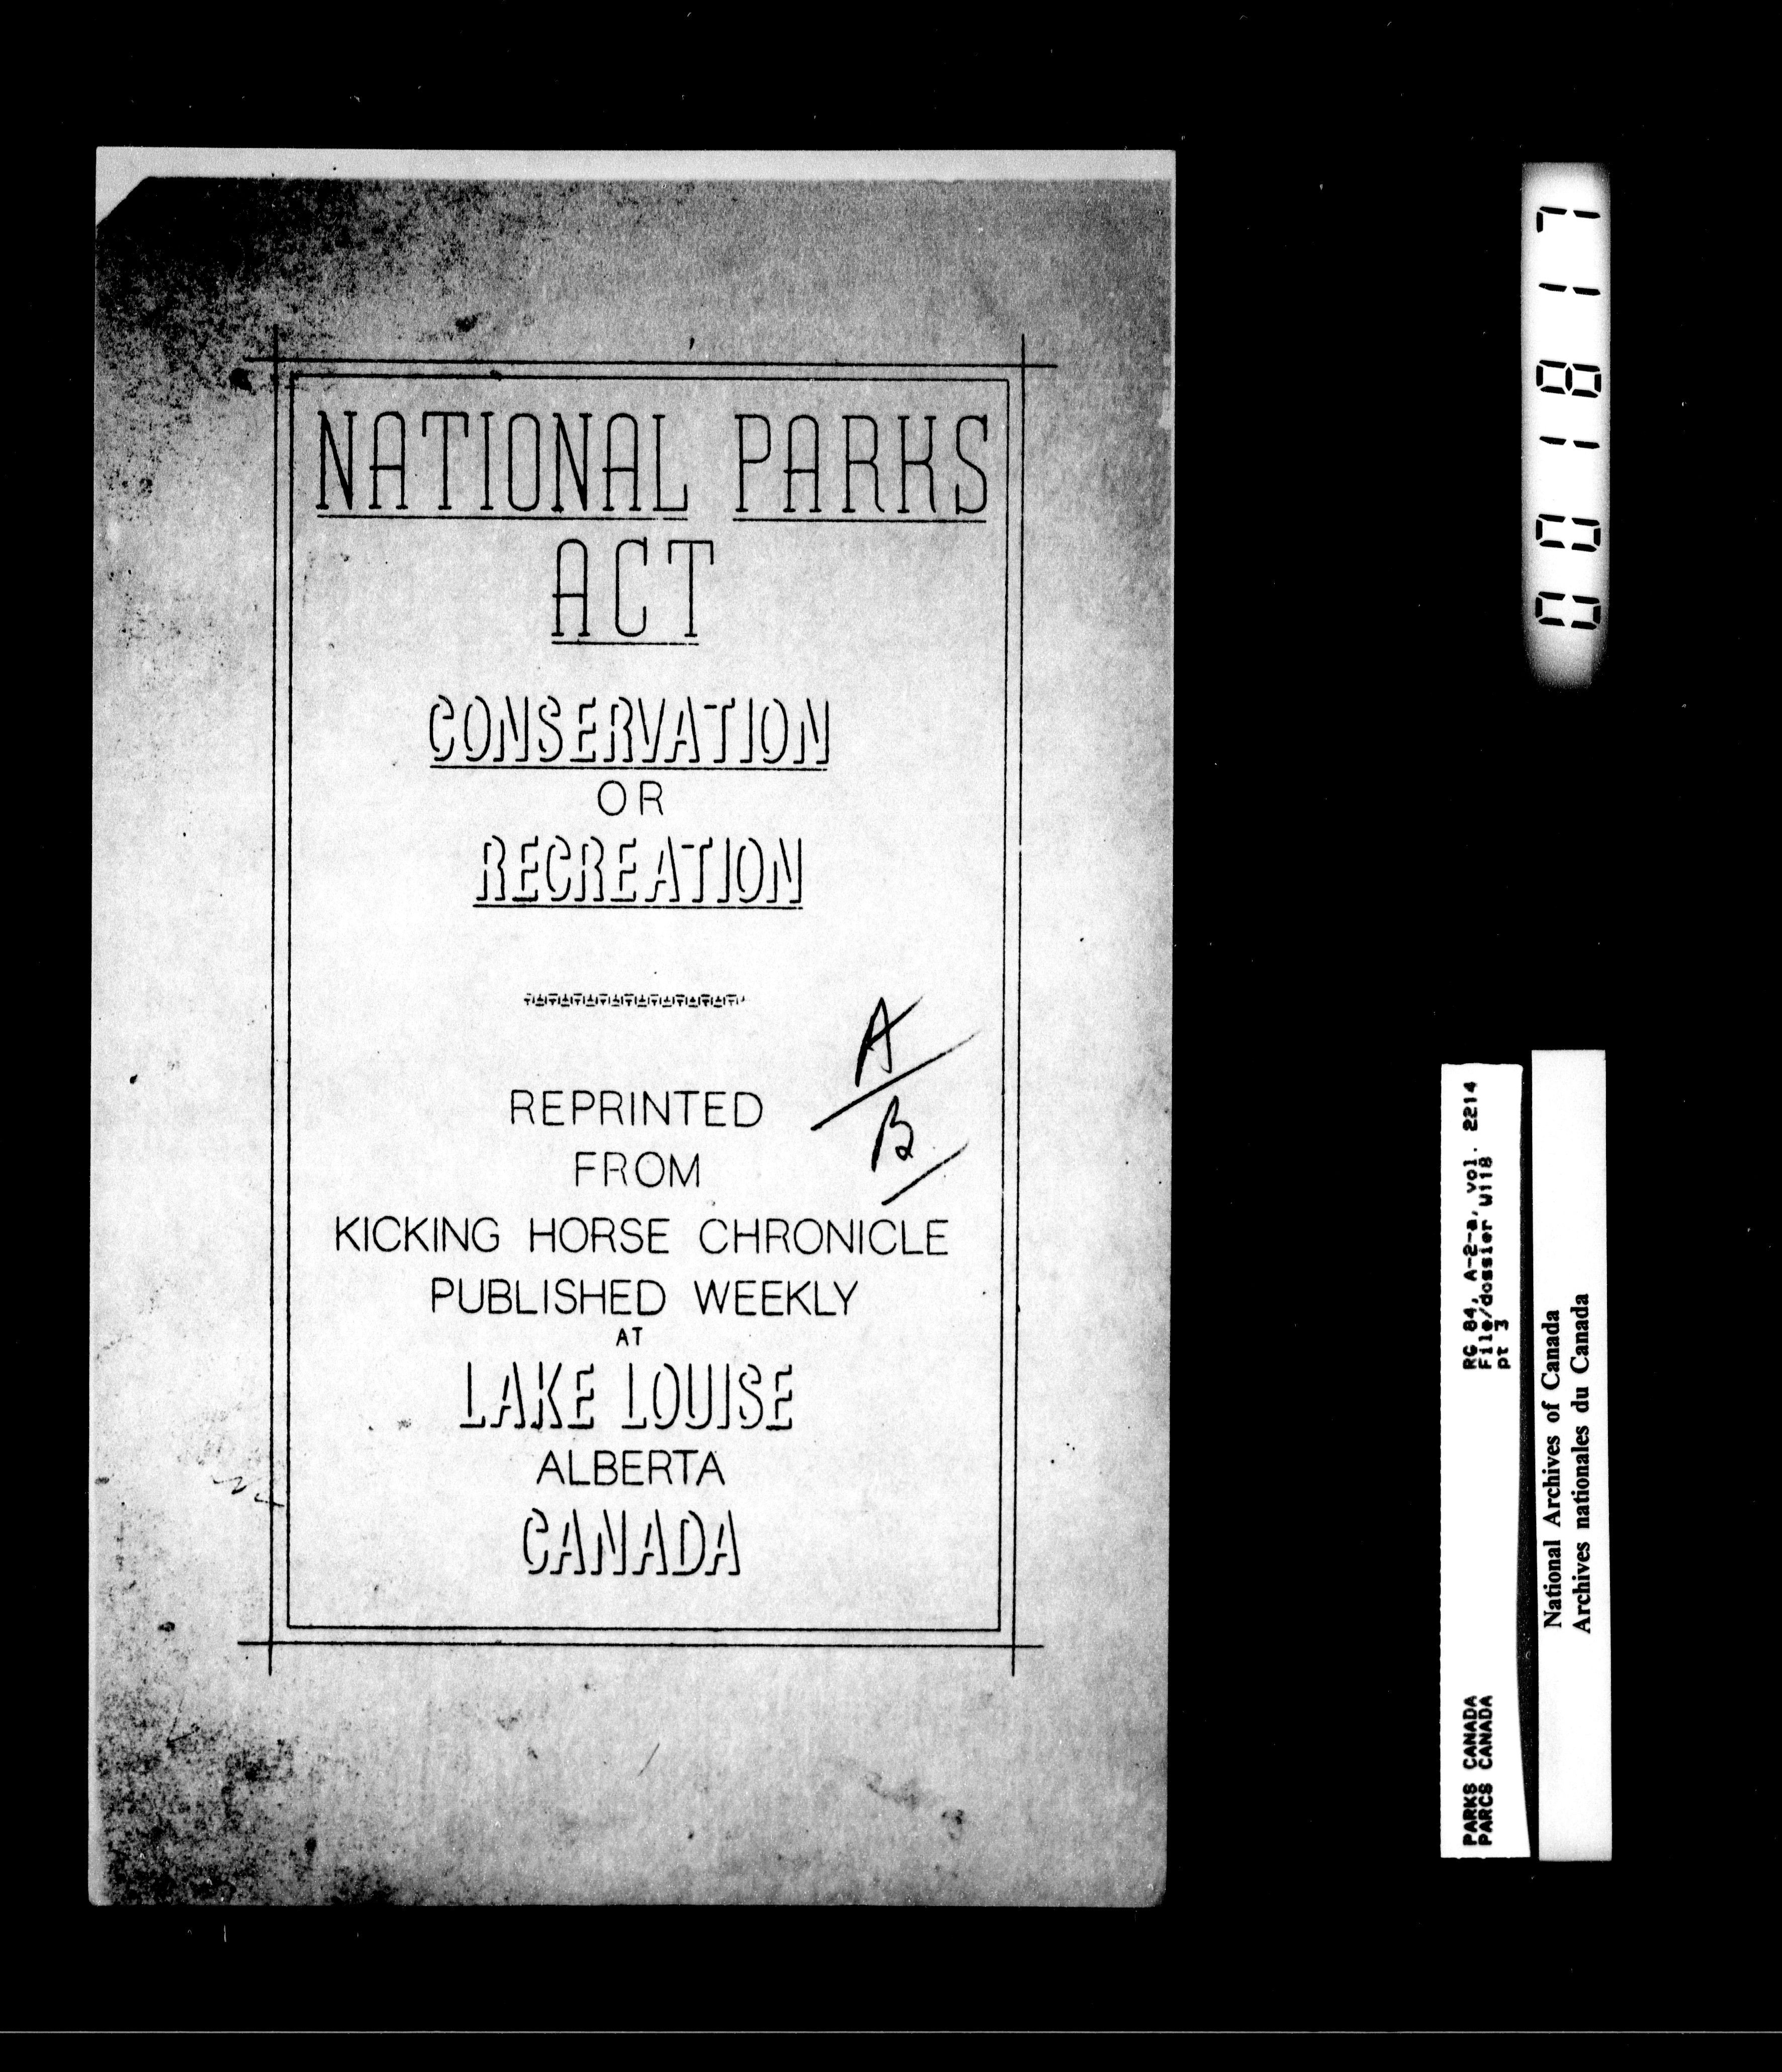 NATIONAL PARKS
ACT
CONSERVATION
OR
RECREATION
A
B
REPRINTED
FROM
KICKING HORSE CHRONICLE
PUBLISHED WEEKLY
AT
LAKE LOUISE
ALBERTA
CANADA
001817
RG 84, A-2-a, vol. 2214
File/dossier W118
pt 3
PARKS CANADA
PARCS CANADA
National Archives of Canada
Archives nationales du Canada